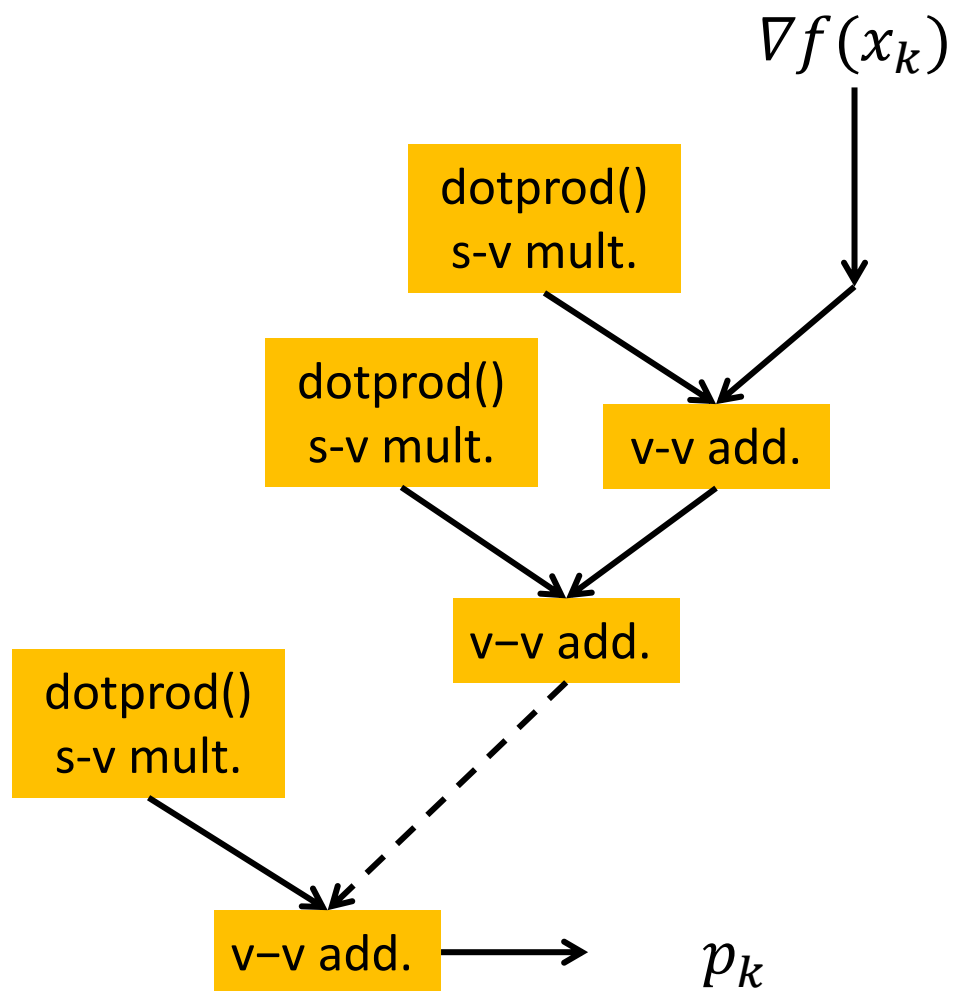 ∇f(x_k)
dotprod()
s-v mult.
dotprod()
s-v mult.
v-v add.
v–v add.
dotprod()
s-v mult.
v–v add.
p_k